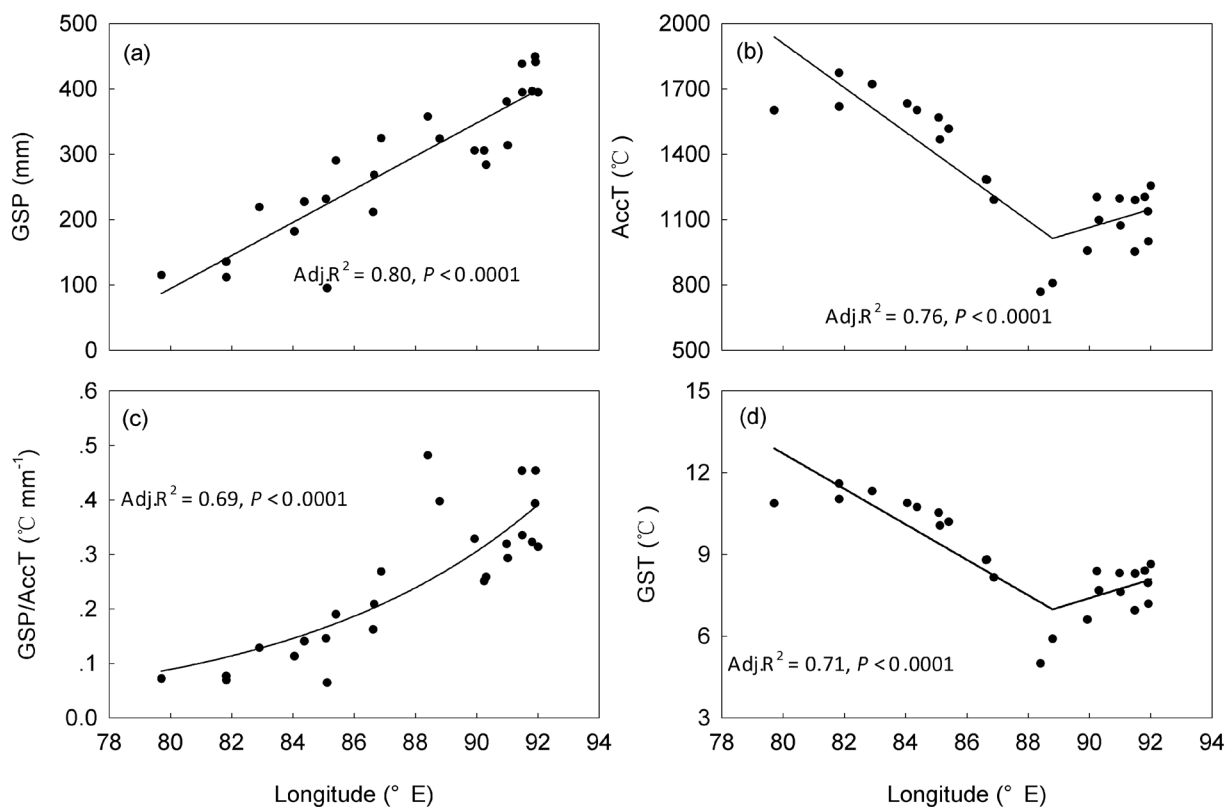 500
400
300
200
100
0
GSP (mm)
(a)
Adj.R² = 0.80, P < 0.0001
2000
1700
1400
1100
800
500
AccT (℃)
(b)
Adj.R² = 0.76, P < 0.0001
.6
.5
.4
.3
.2
.1
0.0
GSP/AccT (℃ mm⁻¹)
(c)
Adj.R² = 0.69, P < 0.0001
78 80 82 84 86 88 90 92 94
Longitude (° E)
15
12
9
6
3
GST (℃)
(d)
Adj.R² = 0.71, P < 0.0001
78 80 82 84 86 88 90 92 94
Longitude (° E)